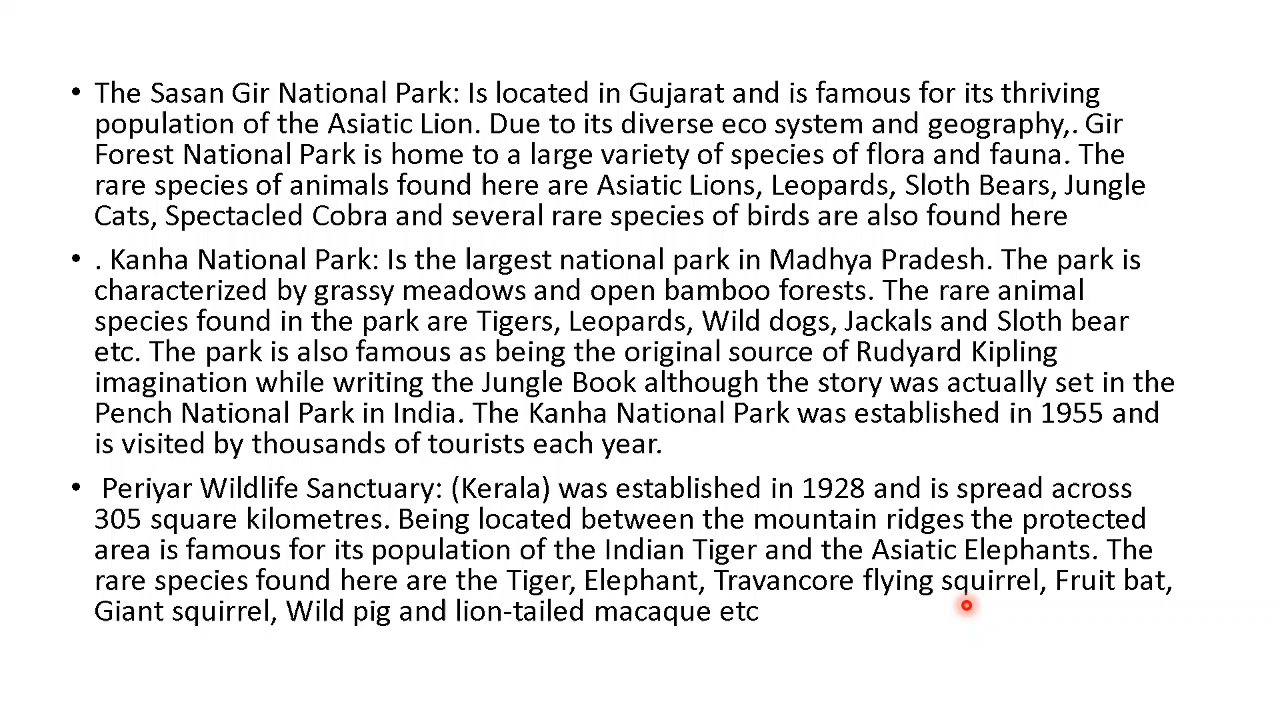 • The Sasan Gir National Park: Is located in Gujarat and is famous for its thriving
population of the Asiatic Lion. Due to its diverse eco system and geography,. Gir
Forest National Park is home to a large variety of species of flora and fauna. The
rare species of animals found here are Asiatic Lions, Leopards, Sloth Bears, Jungle
Cats, Spectacled Cobra and several rare species of birds are also found here
• . Kanha National Park: Is the largest national park in Madhya Pradesh. The park is
characterized by grassy meadows and open bamboo forests. The rare animal
species found in the park are Tigers, Leopards, Wild dogs, Jackals and Sloth bear
etc. The park is also famous as being the original source of Rudyard Kipling
imagination while writing the Jungle Book although the story was actually set in the
Pench National Park in India. The Kanha National Park was established in 1955 and
is visited by thousands of tourists each year.
• Periyar Wildlife Sanctuary: (Kerala) was established in 1928 and is spread across
305 square kilometres. Being located between the mountain ridges the protected
area is famous for its population of the Indian Tiger and the Asiatic Elephants. The
rare species found here are the Tiger, Elephant, Travancore flying squirrel, Fruit bat,
Giant squirrel, Wild pig and lion-tailed macaque etc